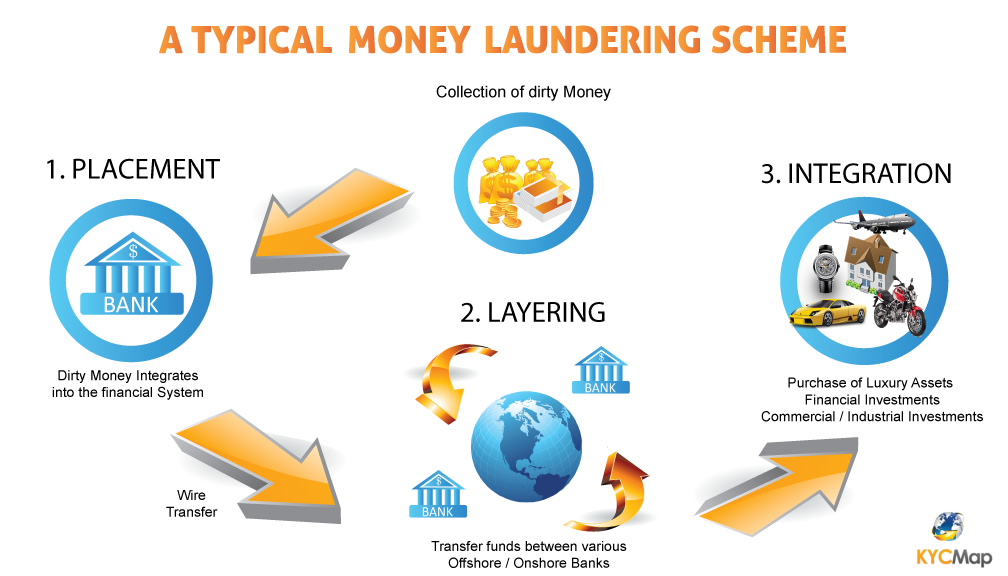 A TYPICAL MONEY LAUNDERING SCHEME
Collection of dirty Money
1. PLACEMENT
$
BANK
Dirty Money Integrates
into the financial System
Wire
Transfer
2. LAYERING
$
BANK
$
BANK
Transfer funds between various
Offshore / Onshore Banks
3. INTEGRATION
Purchase of Luxury Assets
Financial Investments
Commercial / Industrial Investments
KYCMap